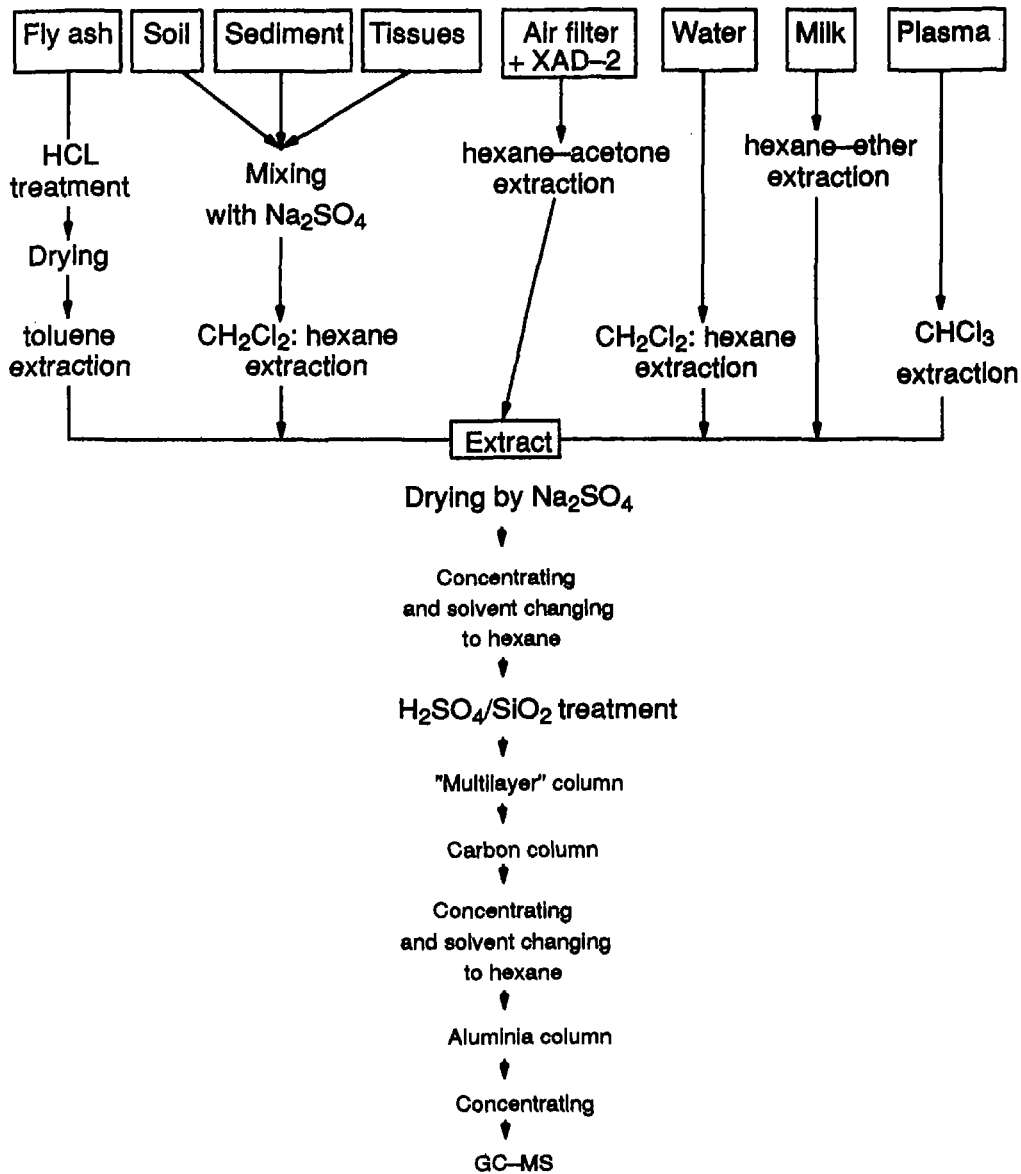 Fly ash
Soil
Sediment
Tissues
Air filter
+ XAD–2
Water
Milk
Plasma
HCL
treatment
Drying
toluene
extraction
Mixing
with Na₂SO₄
CH₂Cl₂: hexane
extraction
hexane–acetone
extraction
CH₂Cl₂: hexane
extraction
hexane–ether
extraction
CHCl₃
extraction
Extract
Drying by Na₂SO₄
Concentrating
and solvent changing
to hexane
H₂SO₄/SiO₂ treatment
"Multilayer" column
Carbon column
Concentrating
and solvent changing
to hexane
Aluminia column
Concentrating
GC–MS